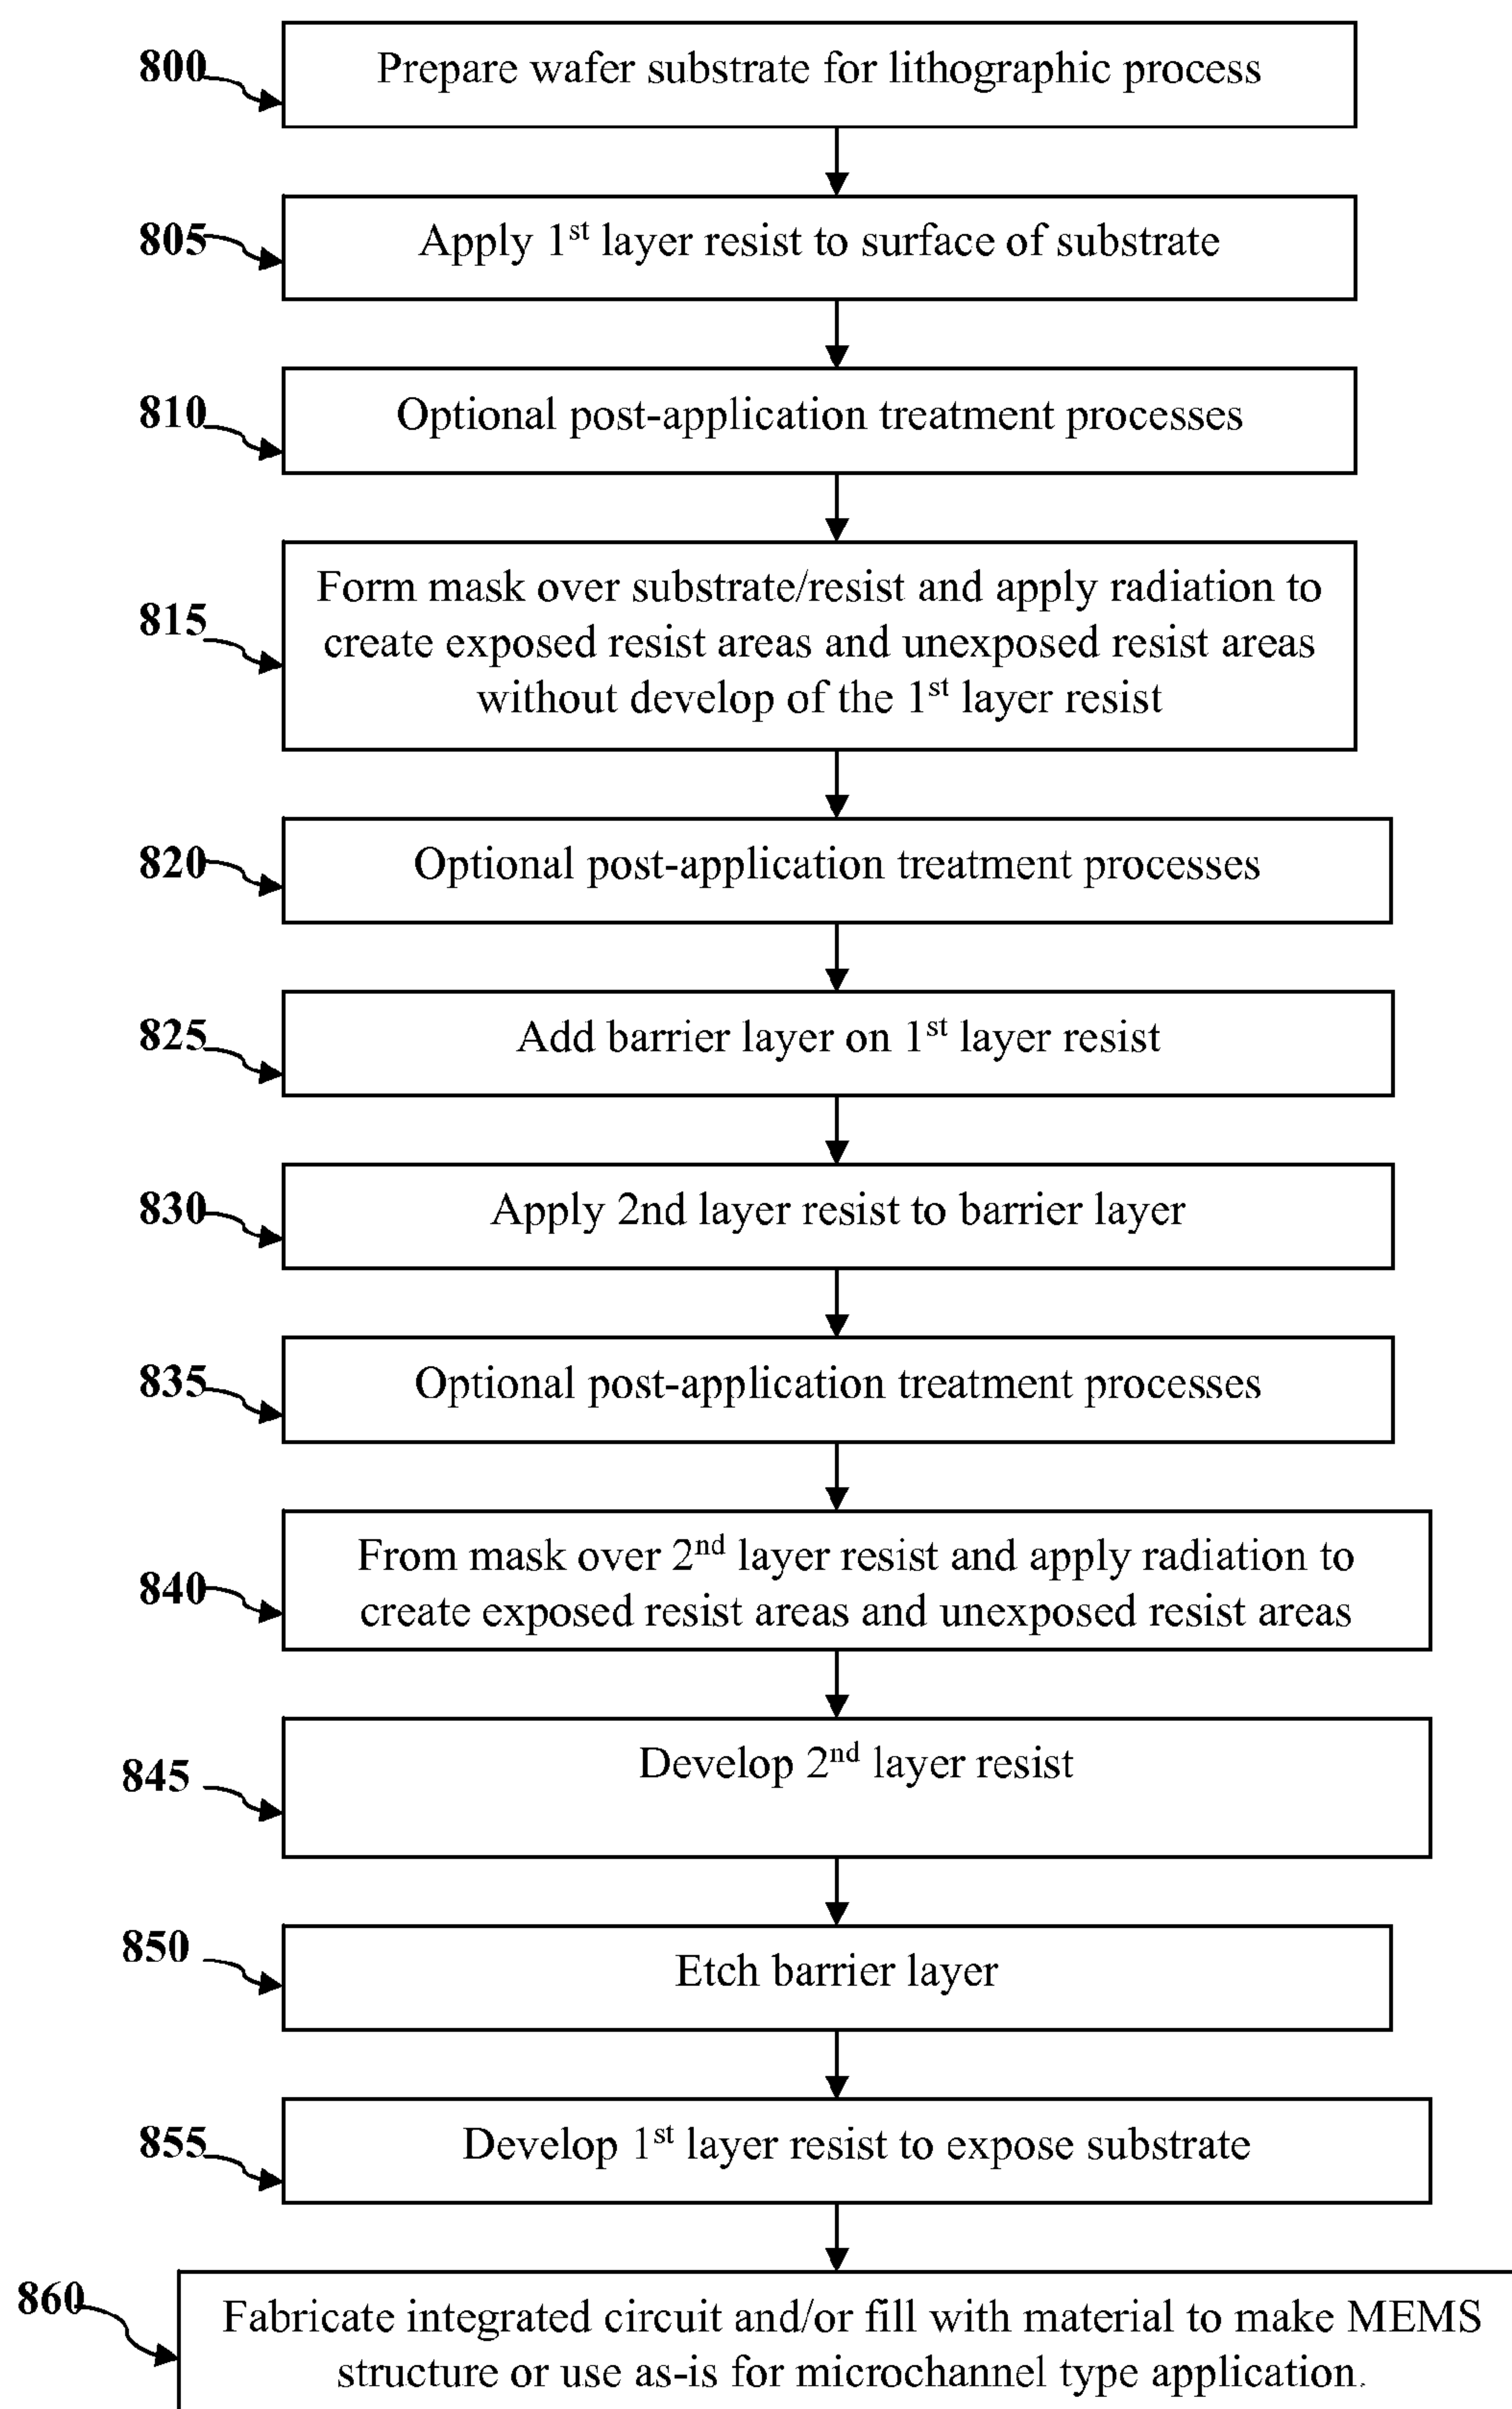 800
Prepare wafer substrate for lithographic process
805
Apply 1st layer resist to surface of substrate
810
Optional post-application treatment processes
815
Form mask over substrate/resist and apply radiation to
create exposed resist areas and unexposed resist areas
without develop of the 1st layer resist
820
Optional post-application treatment processes
825
Add barrier layer on 1st layer resist
830
Apply 2nd layer resist to barrier layer
835
Optional post-application treatment processes
840
From mask over 2nd layer resist and apply radiation to
create exposed resist areas and unexposed resist areas
845
Develop 2nd layer resist
850
Etch barrier layer
855
Develop 1st layer resist to expose substrate
860
Fabricate integrated circuit and/or fill with material to make MEMS
structure or use as-is for microchannel type application.